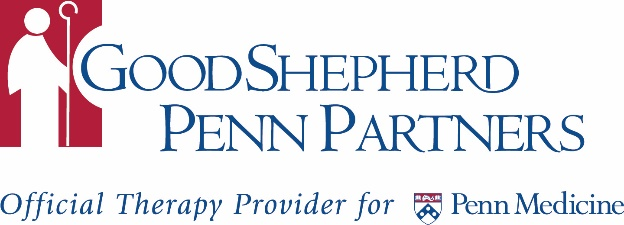 GOODSHEPHERD
PENN PARTNERS
Official Therapy Provider for Penn Medicine